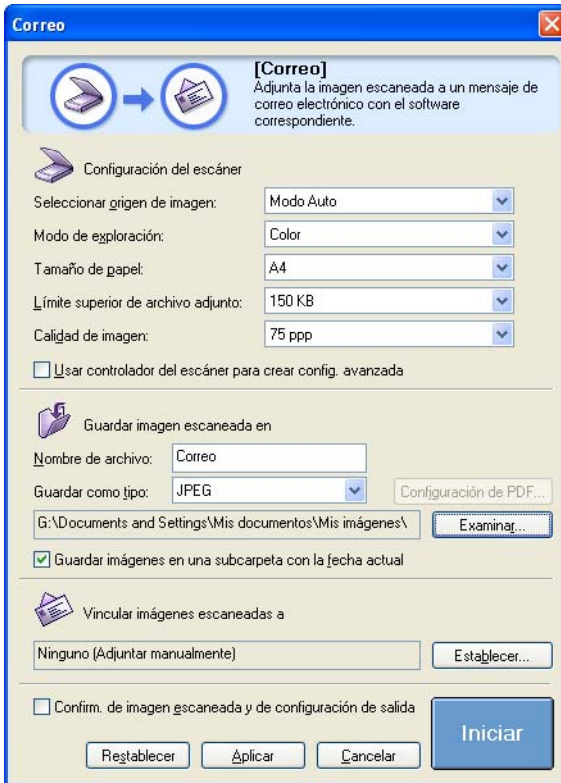 Correo
[Correo]
Adjunta la imagen escaneada a un mensaje de
correo electrónico con el software
correspondiente.
Configuración del escáner
Seleccionar origen de imagen: Modo Auto
Modo de exploración: Color
Tamaño de papel: A4
Límite superior de archivo adjunto: 150 KB
Calidad de imagen: 75 ppp
Usar controlador del escáner para crear config. avanzada
Guardar imagen escaneada en
Nombre de archivo: Correo
Guardar como tipo: JPEG Configuración de PDF...
G:\Documents and Settings\Mis documentos\Mis imágenes\ Examinar...
Guardar imágenes en una subcarpeta con la fecha actual
Vincular imágenes escaneadas a
Ninguno (Adjuntar manualmente) Establecer...
Confirm. de imagen escaneada y de configuración de salida
Iniciar
Restablecer Aplicar Cancelar